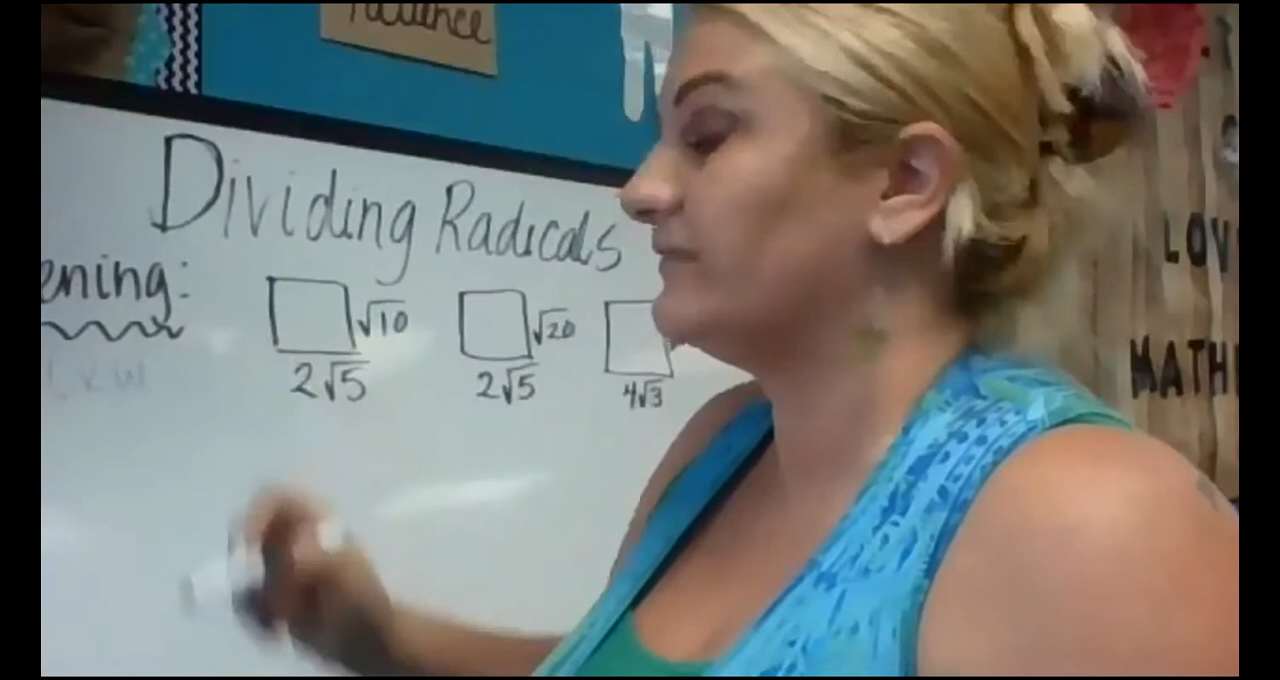 Dividing Radicals
ening:
√10 √20
2√5 2√5 4√3
L x W
LOV
MATH